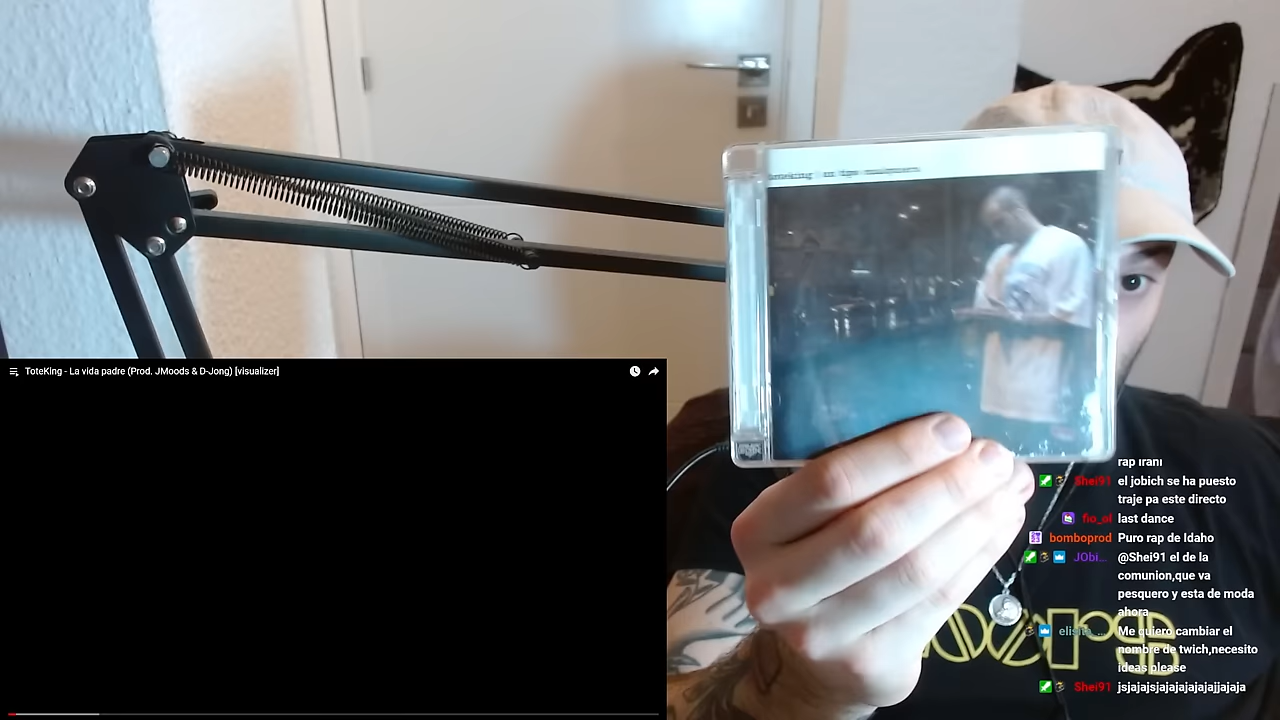 ToteKing - La vida padre (Prod. JMoods & D-Jong) [visualizer]
rap irani
Shei91 el jobich se ha puesto
traje pa este directo
fio_ol last dance
bomboprod Puro rap de Idaho
JObi... @Shei91 el de la
comunion,que va
pesquero y esta de moda
ahora
Me quiero cambiar el
nombre de twich,necesito
ideas please
Shei91 jsjajajsjajajajajajjajaja